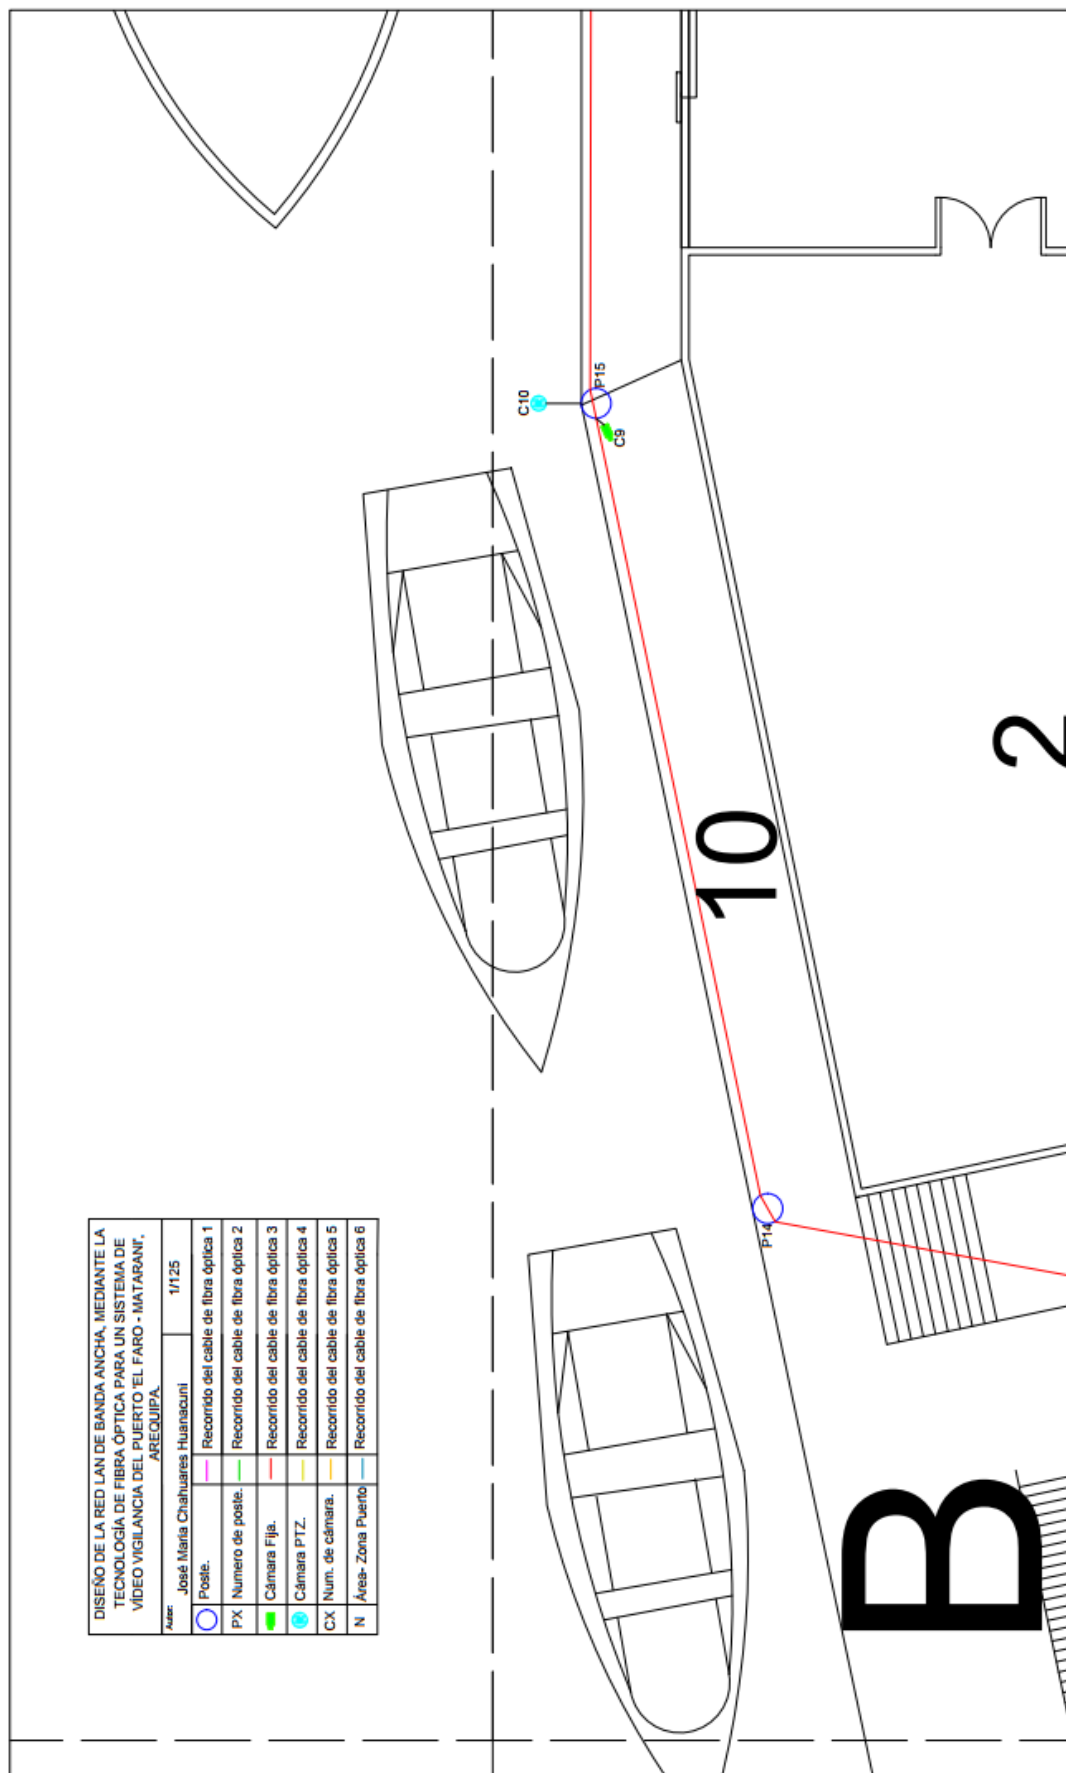 DISEÑO DE LA RED LAN DE BANDA ANCHA, MEDIANTE LA
TECNOLOGÍA DE FIBRA ÓPTICA PARA UN SISTEMA DE
VÍDEO VIGILANCIA DEL PUERTO "EL FARO - MATARANI",
AREQUIPA.
Autor: José María Chahuares Huanacuni 1/125
Poste. Recorrido del cable de fibra óptica 1
PX Numero de poste. Recorrido del cable de fibra óptica 2
Cámara Fija. Recorrido del cable de fibra óptica 3
Cámara PTZ. Recorrido del cable de fibra óptica 4
CX Num. de cámara. Recorrido del cable de fibra óptica 5
N Área- Zona Puerto Recorrido del cable de fibra óptica 6
C10
P15
C9
10
2
P14
B